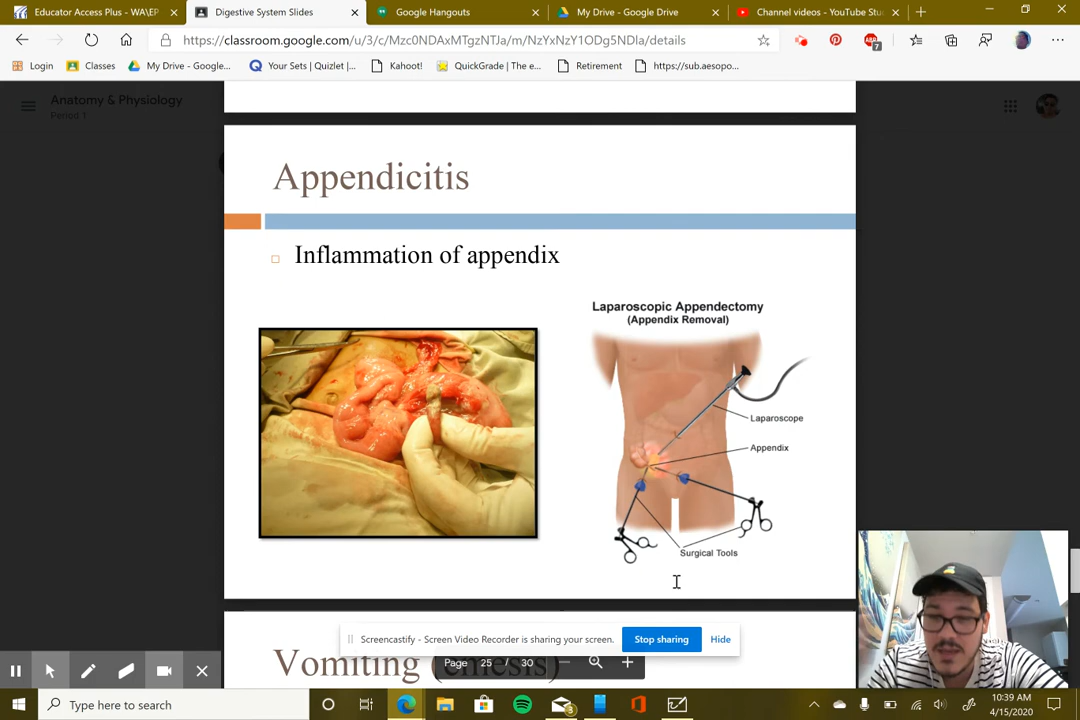 Educator Access Plus - WA\EP
Digestive System Slides
Google Hangouts
My Drive - Google Drive
Channel videos - YouTube Stu
https://classroom.google.com/u/3/c/Mzc0NDAxMTgzNTJa/m/NzYxNzY1ODg5NDla/details
7
Login
Classes
My Drive - Google...
Your Sets | Quizlet |...
Kahoot!
QuickGrade | The e...
Retirement
https://sub.aesopo...
Anatomy & Physiology
Period 1
Appendicitis
Inflammation of appendix
Laparoscopic Appendectomy
(Appendix Removal)
Laparoscope
Appendix
Surgical Tools
Screencastify - Screen Video Recorder is sharing your screen.
Stop sharing
Hide
Vomiting (emesis)
Page 25 / 30
Type here to search
3
10:39 AM
4/15/2020